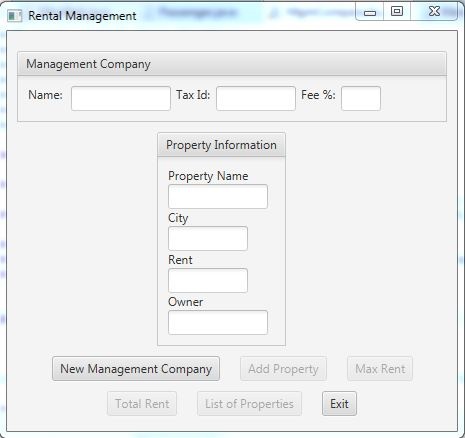 Rental Management
Management Company
Name: Tax Id: Fee %:
Property Information
Property Name
City
Rent
Owner
New Management Company Add Property Max Rent
Total Rent List of Properties Exit